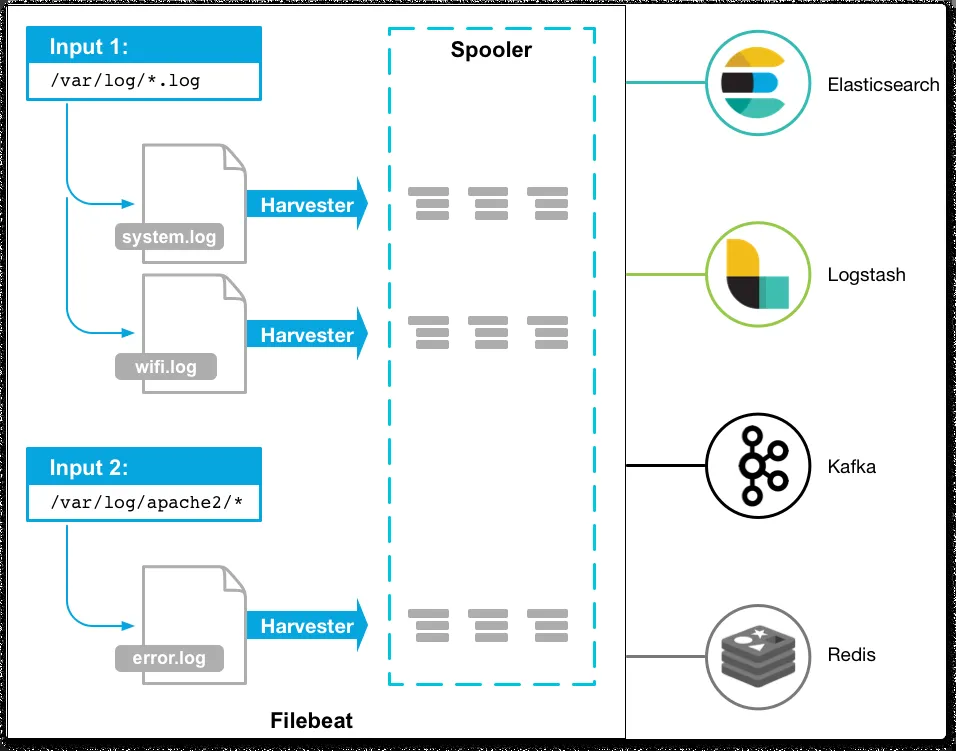 Input 1:
/var/log/*.log
system.log
Harvester
wifi.log
Harvester
Input 2:
/var/log/apache2/*
error.log
Harvester
Spooler
Filebeat
Elasticsearch
Logstash
Kafka
Redis